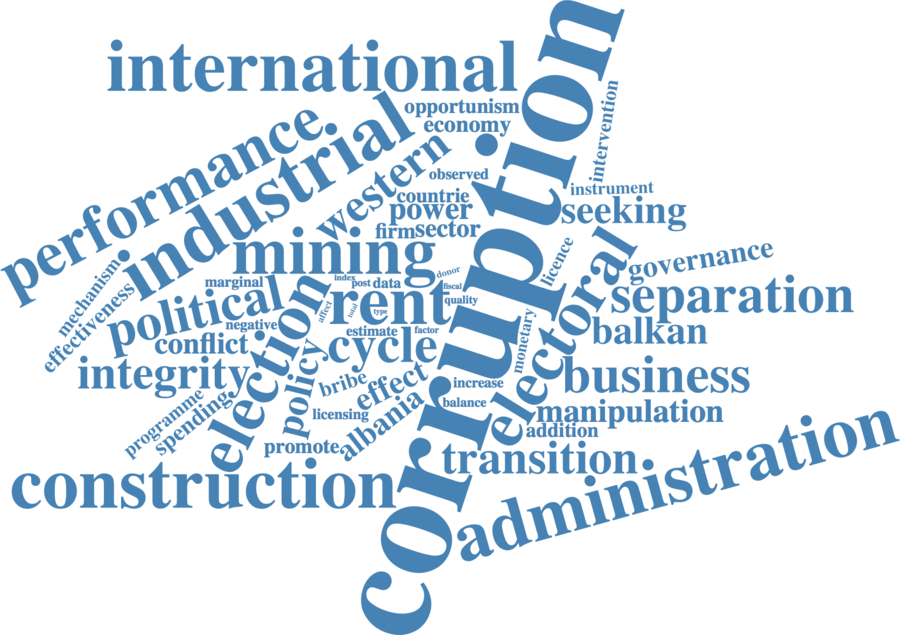 corruption
international
opportunism
economy
intervention
performance
industrial
western
observed
instrument
countrie
power
seeking
firm
sector
mining
licence
governance
mechanism
effectiveness
marginal
index
post
data
donor
fiscal
quality
political
rent
type
total
affect
separation
electoral
negative
estimate
factor
balkan
conflict
election
cycle
monetary
integrity
policy
bribe
effect
increase
business
programme
spending
licensing
albania
balance
manipulation
addition
promote
transition
construction
administration